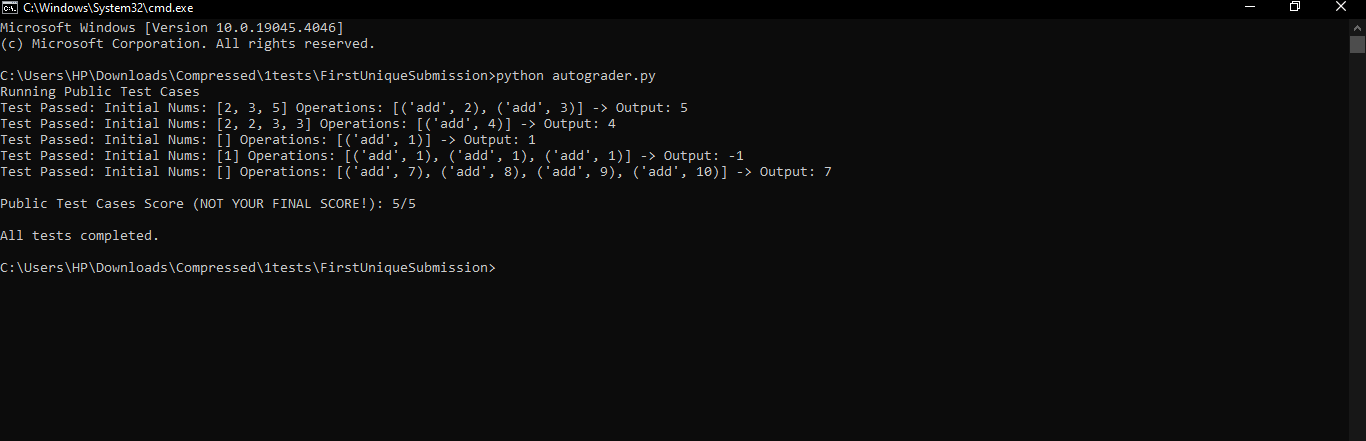 C:\Windows\System32\cmd.exe
Microsoft Windows [Version 10.0.19045.4046]
(c) Microsoft Corporation. All rights reserved.
C:\Users\HP\Downloads\Compressed\1tests\FirstUniqueSubmission>python autograder.py
Running Public Test Cases
Test Passed: Initial Nums: [2, 3, 5] Operations: [('add', 2), ('add', 3)] -> Output: 5
Test Passed: Initial Nums: [2, 2, 3, 3] Operations: [('add', 4)] -> Output: 4
Test Passed: Initial Nums: [] Operations: [('add', 1)] -> Output: 1
Test Passed: Initial Nums: [1] Operations: [('add', 1), ('add', 1), ('add', 1)] -> Output: -1
Test Passed: Initial Nums: [] Operations: [('add', 7), ('add', 8), ('add', 9), ('add', 10)] -> Output: 7
Public Test Cases Score (NOT YOUR FINAL SCORE!): 5/5
All tests completed.
C:\Users\HP\Downloads\Compressed\1tests\FirstUniqueSubmission>